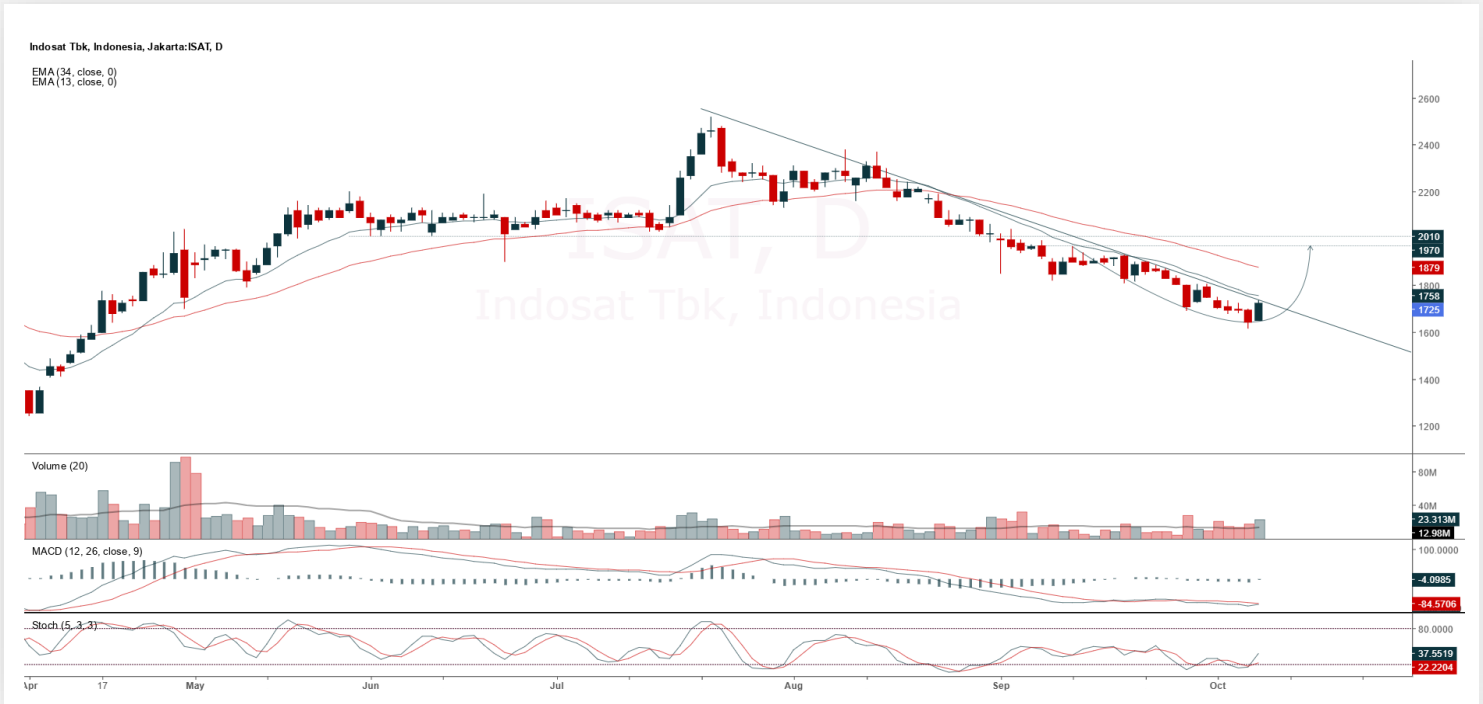 Indosat Tbk, Indonesia, Jakarta:ISAT, D
EMA (34, close, 0)
EMA (13, close, 0)
ISAT, D
Indosat Tbk, Indonesia
2600
2400
2200
2010
1970
1879
1800
1758
1725
1600
1400
1200
Volume (20)
80M
40M
23.313M
12.98M
MACD (12, 26, close, 9)
100.0000
-4.0985
-84.5706
Stoch (5, 3, 3)
80.0000
37.5519
22.2204
Apr 17 May Jun Jul Aug Sep Oct